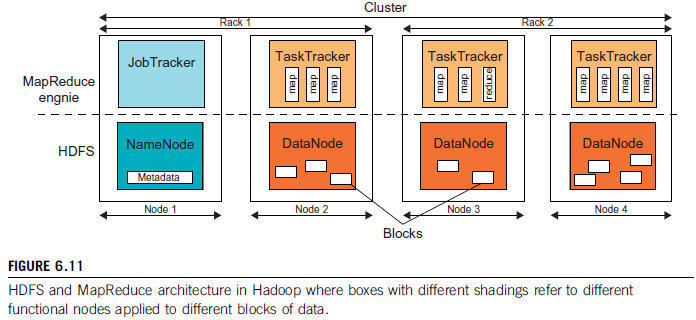 Cluster
Rack 1
Rack 2
MapReduce
engnie
JobTracker
TaskTracker
map
map
map
TaskTracker
map
map
reduce
TaskTracker
map
map
map
map
HDFS
NameNode
Metadata
DataNode
DataNode
DataNode
Node 1
Node 2
Node 3
Node 4
Blocks
FIGURE 6.11
HDFS and MapReduce architecture in Hadoop where boxes with different shadings refer to different
functional nodes applied to different blocks of data.